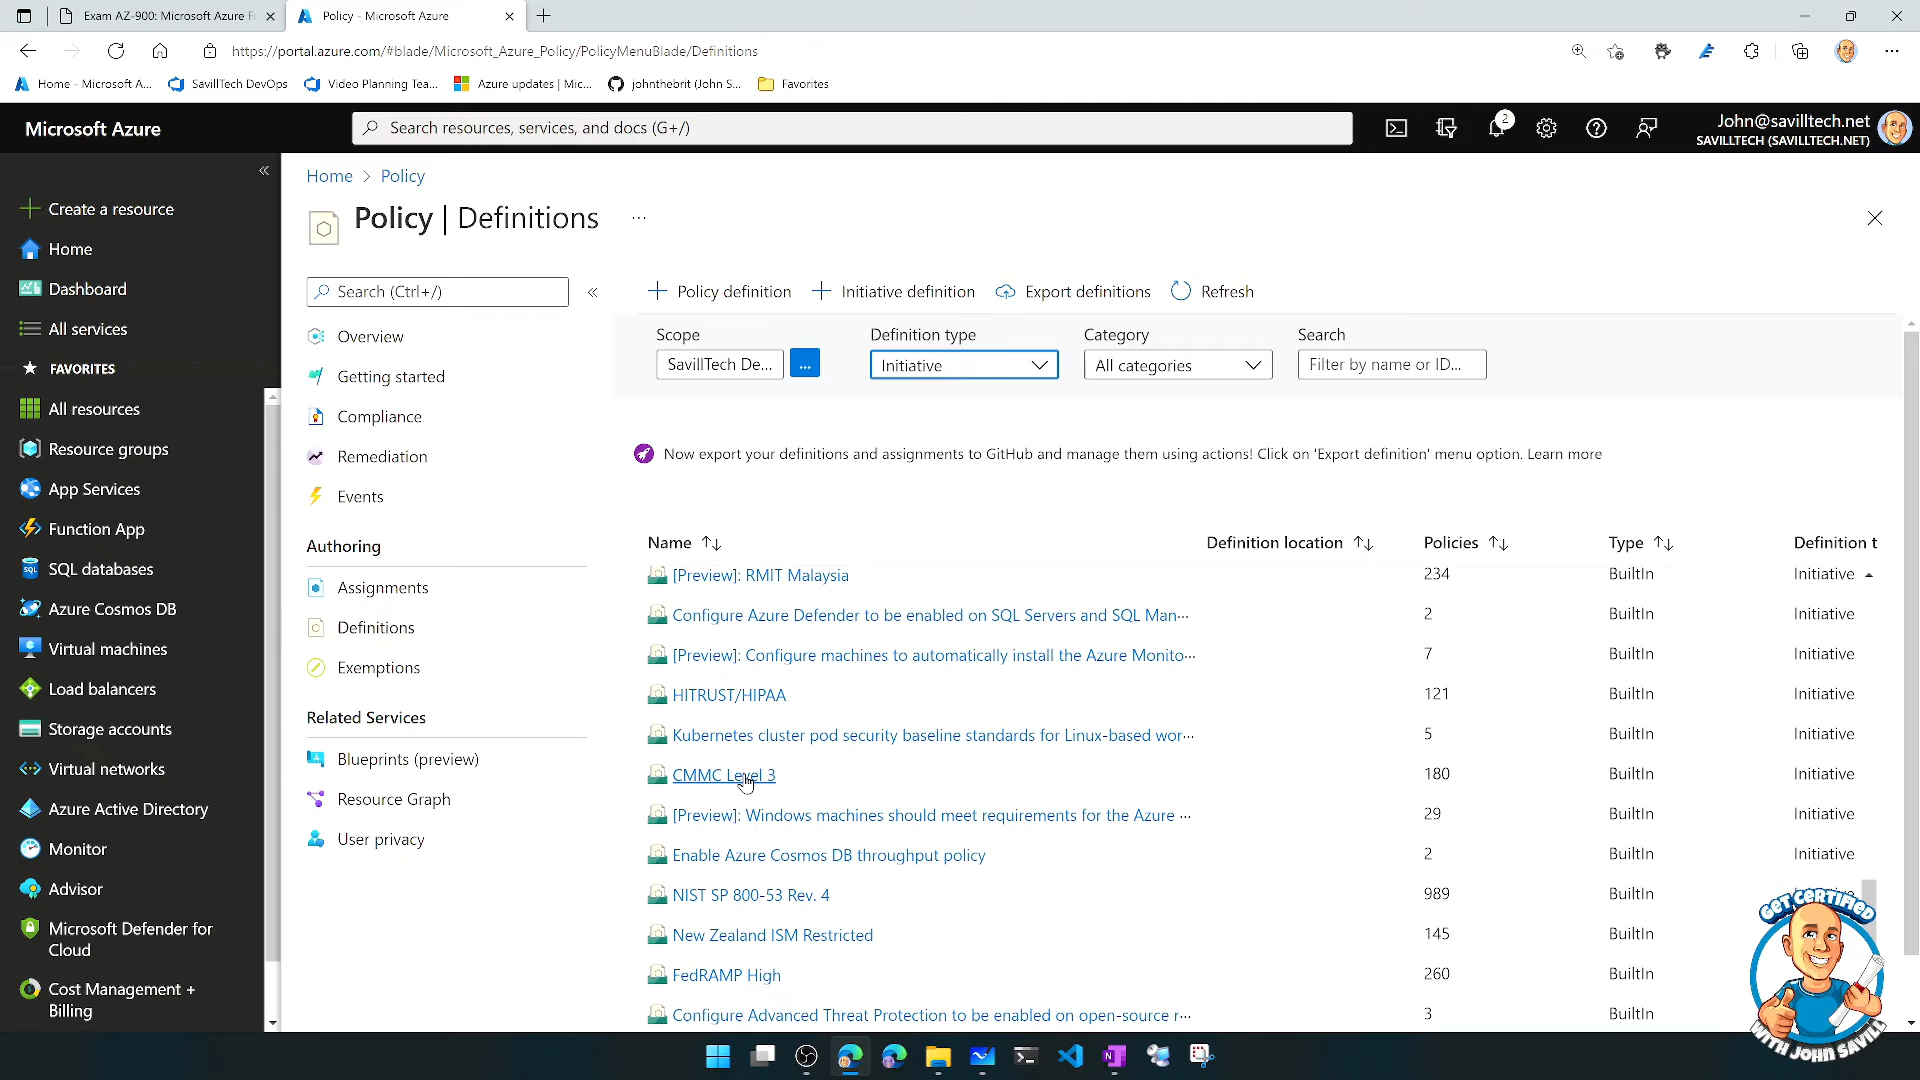 Exam AZ-900: Microsoft Azure Fu
Policy - Microsoft Azure
https://portal.azure.com/#blade/Microsoft_Azure_Policy/PolicyMenuBlade/Definitions
Home - Microsoft A...
SavillTech DevOps
Video Planning Tea...
Azure updates | Mic...
johnthebrit (John S...
Favorites
Microsoft Azure
Search resources, services, and docs (G+/)
2
John@savilltech.net
SAVILLTECH (SAVILLTECH.NET)
Create a resource
Home
Dashboard
All services
FAVORITES
All resources
Resource groups
App Services
Function App
SQL databases
Azure Cosmos DB
Virtual machines
Load balancers
Storage accounts
Virtual networks
Azure Active Directory
Monitor
Advisor
Microsoft Defender for
Cloud
Cost Management +
Billing
Home > Policy
Policy | Definitions ...
Search (Ctrl+/)
Overview
Getting started
Compliance
Remediation
Events
Authoring
Assignments
Definitions
Exemptions
Related Services
Blueprints (preview)
Resource Graph
User privacy
Policy definition
Initiative definition
Export definitions
Refresh
Scope
SavillTech De...
...
Definition type
Initiative
Category
All categories
Search
Filter by name or ID...
Now export your definitions and assignments to GitHub and manage them using actions! Click on 'Export definition' menu option. Learn more
Name Definition location Policies Type Definition t
[Preview]: RMIT Malaysia 234 BuiltIn Initiative
Configure Azure Defender to be enabled on SQL Servers and SQL Man... 2 BuiltIn Initiative
[Preview]: Configure machines to automatically install the Azure Monito... 7 BuiltIn Initiative
HITRUST/HIPAA 121 BuiltIn Initiative
Kubernetes cluster pod security baseline standards for Linux-based wor... 5 BuiltIn Initiative
CMMC Level 3 180 BuiltIn Initiative
[Preview]: Windows machines should meet requirements for the Azure ... 29 BuiltIn Initiative
Enable Azure Cosmos DB throughput policy 2 BuiltIn Initiative
NIST SP 800-53 Rev. 4 989 BuiltIn
New Zealand ISM Restricted 145 BuiltIn
FedRAMP High 260 BuiltIn
Configure Advanced Threat Protection to be enabled on open-source r... 3 BuiltIn
GET CERTIFIED
WITH JOHN SAVILL